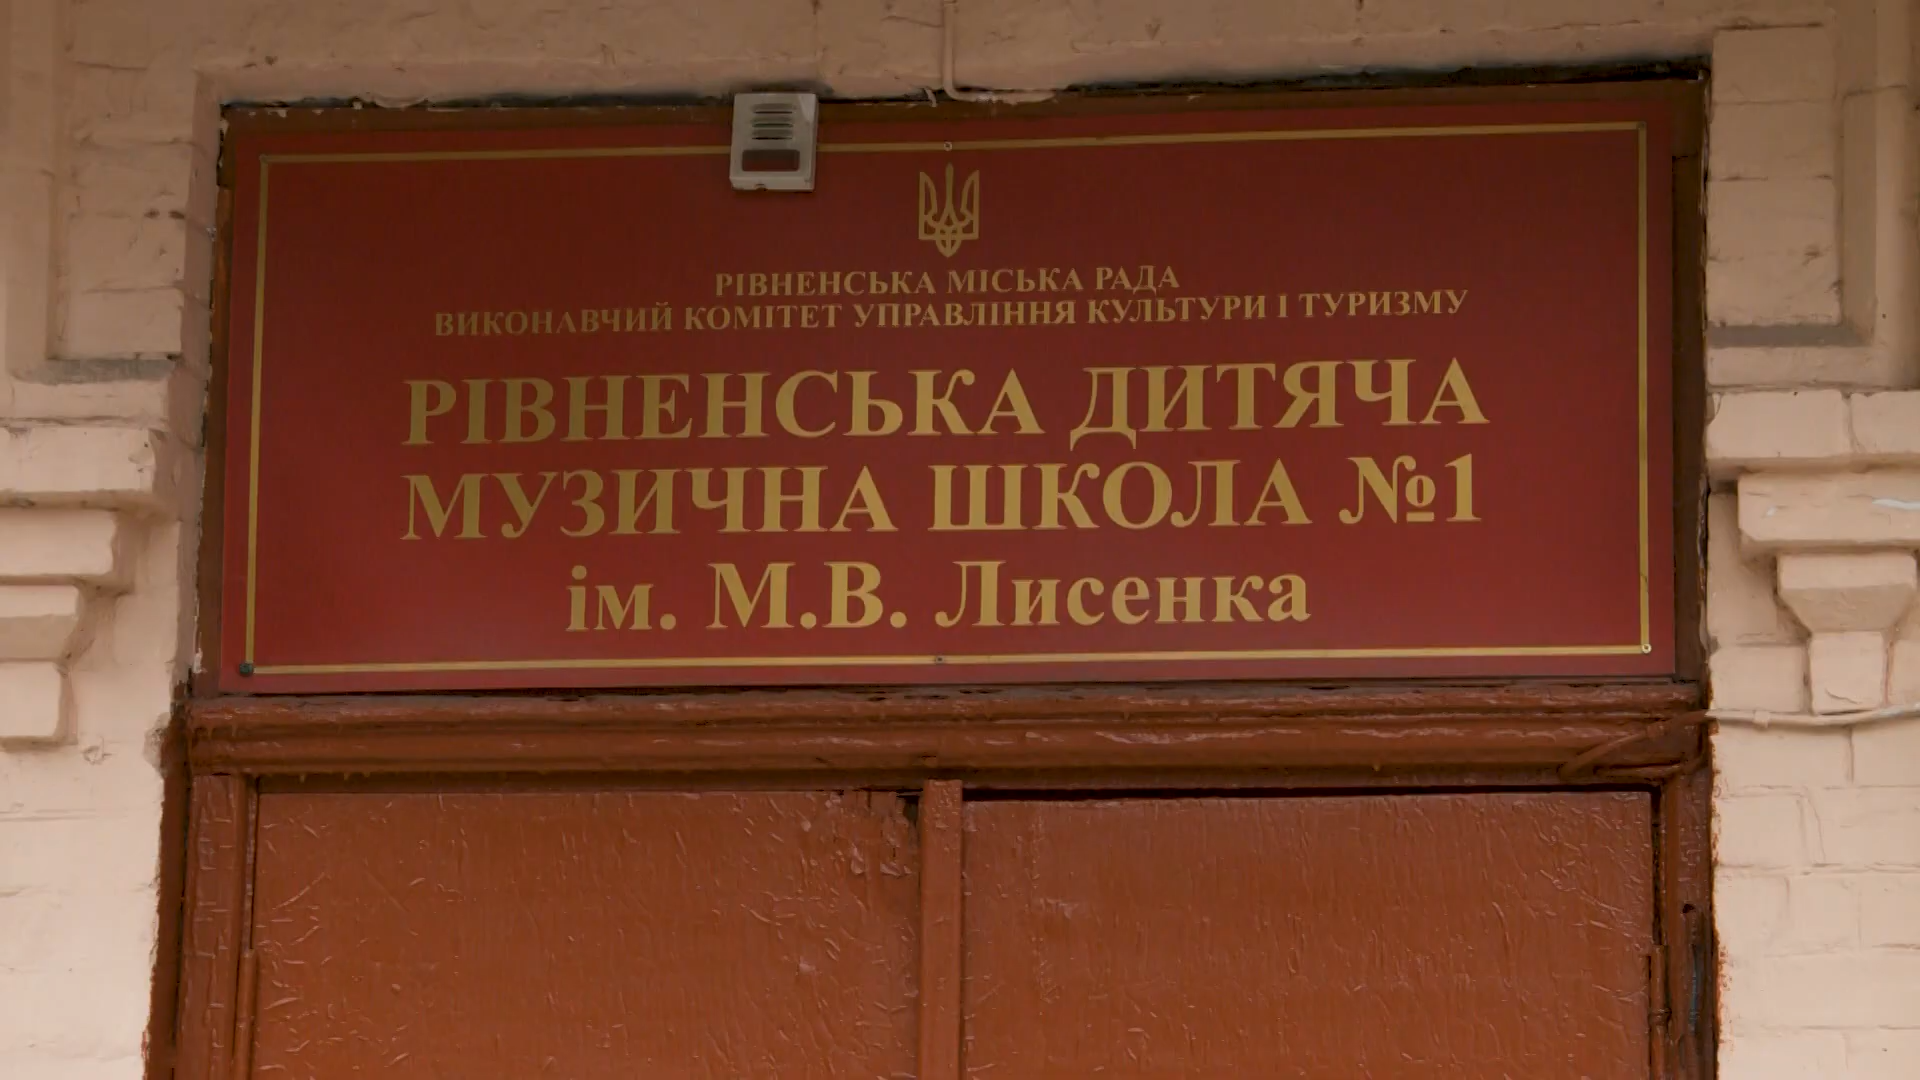 РІВНЕНСЬКА МІСЬКА РАДА
ВИКОНАВЧИЙ КОМІТЕТ УПРАВЛІННЯ КУЛЬТУРИ І ТУРИЗМУ
РІВНЕНСЬКА ДИТЯЧА
МУЗИЧНА ШКОЛА №1
ім. М.В. Лисенка